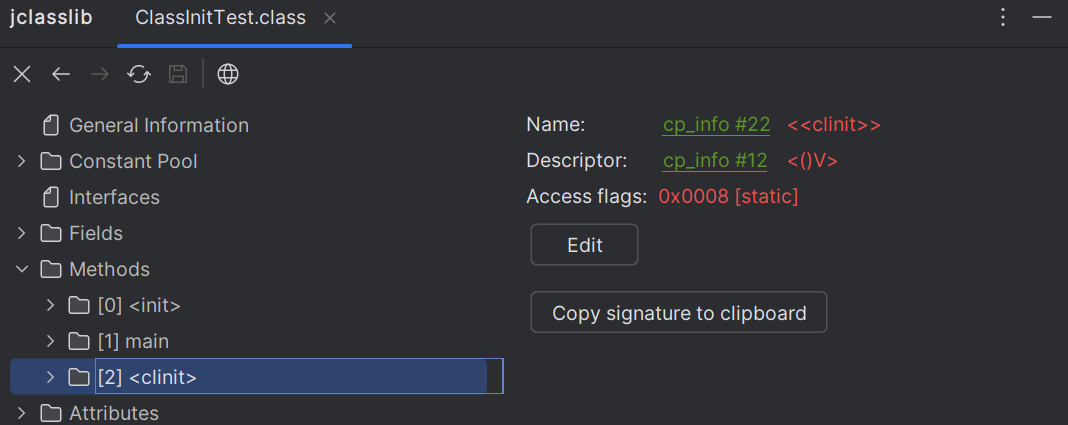 jclasslib ClassInitTest.class
General Information
Constant Pool
Interfaces
Fields
Methods
[0] <init>
[1] main
[2] <clinit>
Attributes
Name: cp_info #22 <<clinit>>
Descriptor: cp_info #12 <()V>
Access flags: 0x0008 [static]
Edit
Copy signature to clipboard